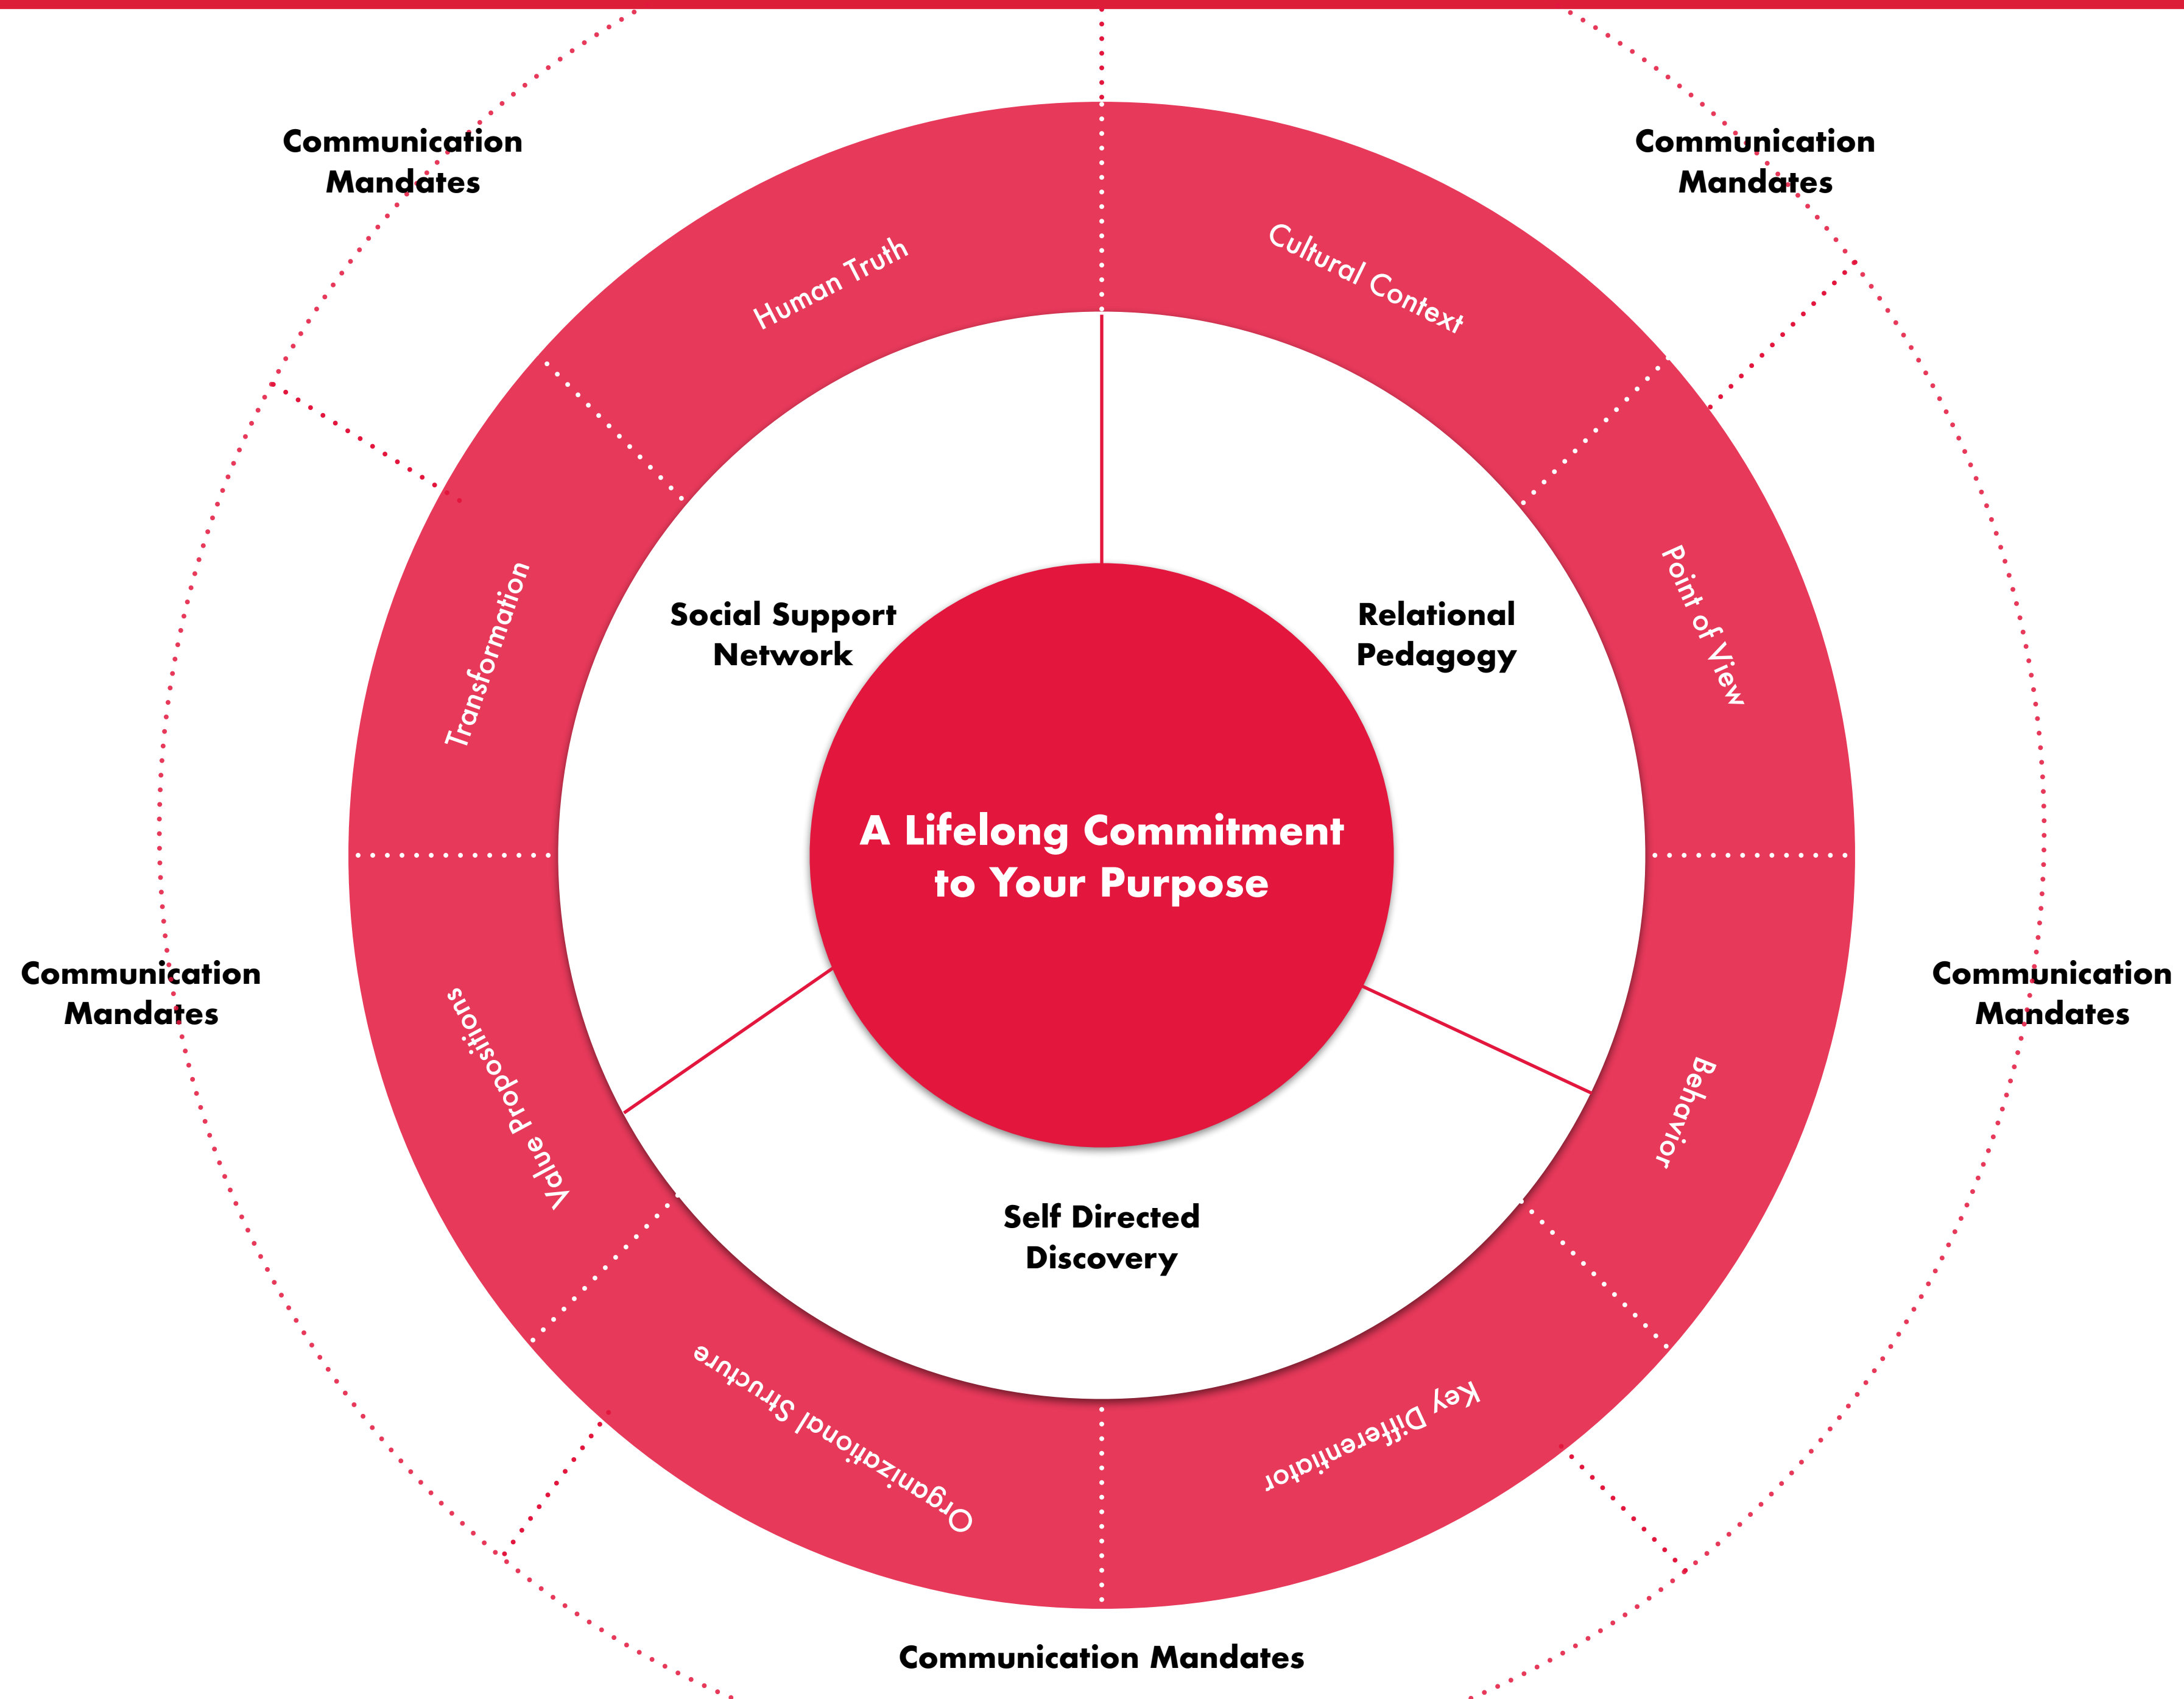 Communication
Mandates
Communication
Mandates
Human Truth
Cultural Context
Transformation
Point of View
Social Support
Network
Relational
Pedagogy
A Lifelong Commitment
to Your Purpose
Communication
Mandates
Communication
Mandates
Value Propositions
Behavior
Self Directed
Discovery
Organizational Structure
Key Differentiator
Communication Mandates